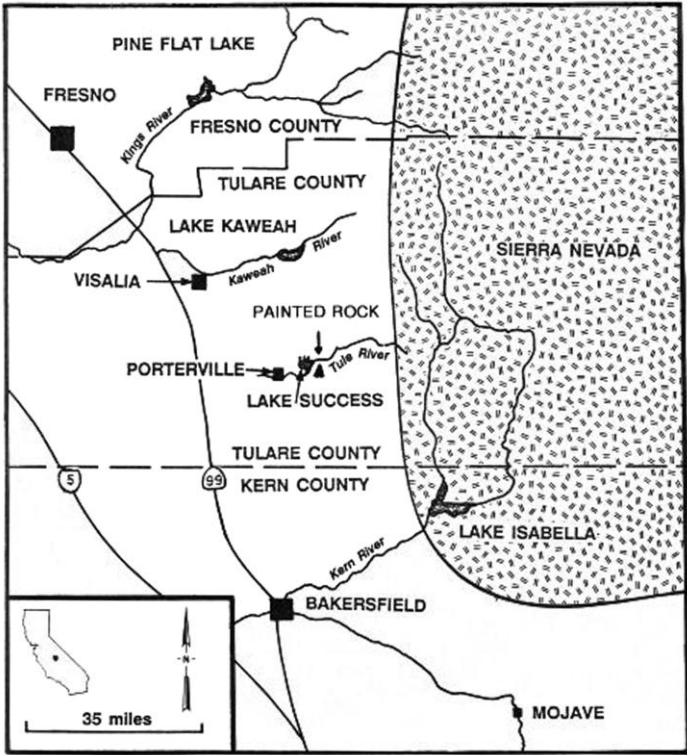 PINE FLAT LAKE
FRESNO
Kings River
FRESNO COUNTY
TULARE COUNTY
LAKE KAWEAH
SIERRA NEVADA
River
Kaweah
VISALIA
PAINTED ROCK
Tule River
PORTERVILLE
LAKE SUCCESS
TULARE COUNTY
5
99
KERN COUNTY
LAKE ISABELLA
Kern River
BAKERSFIELD
N
35 miles
MOJAVE